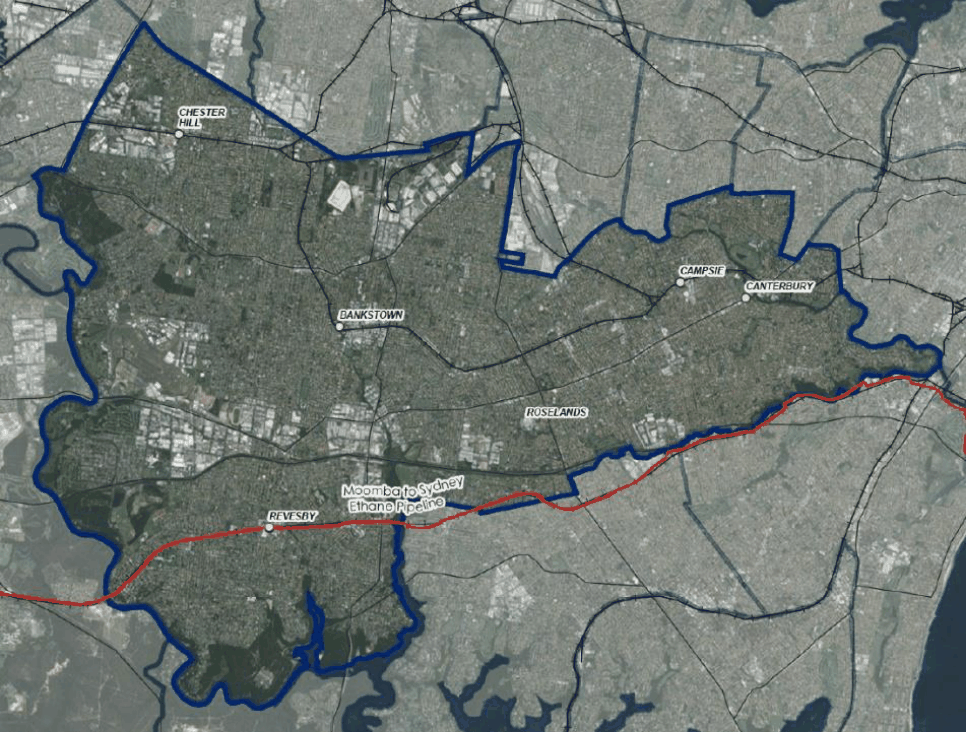 CHESTER
HILL
CAMPSIE
CANTERBURY
BANKSTOWN
ROSELANDS
Moomba to Sydney
Ethane Pipeline
REVESBY